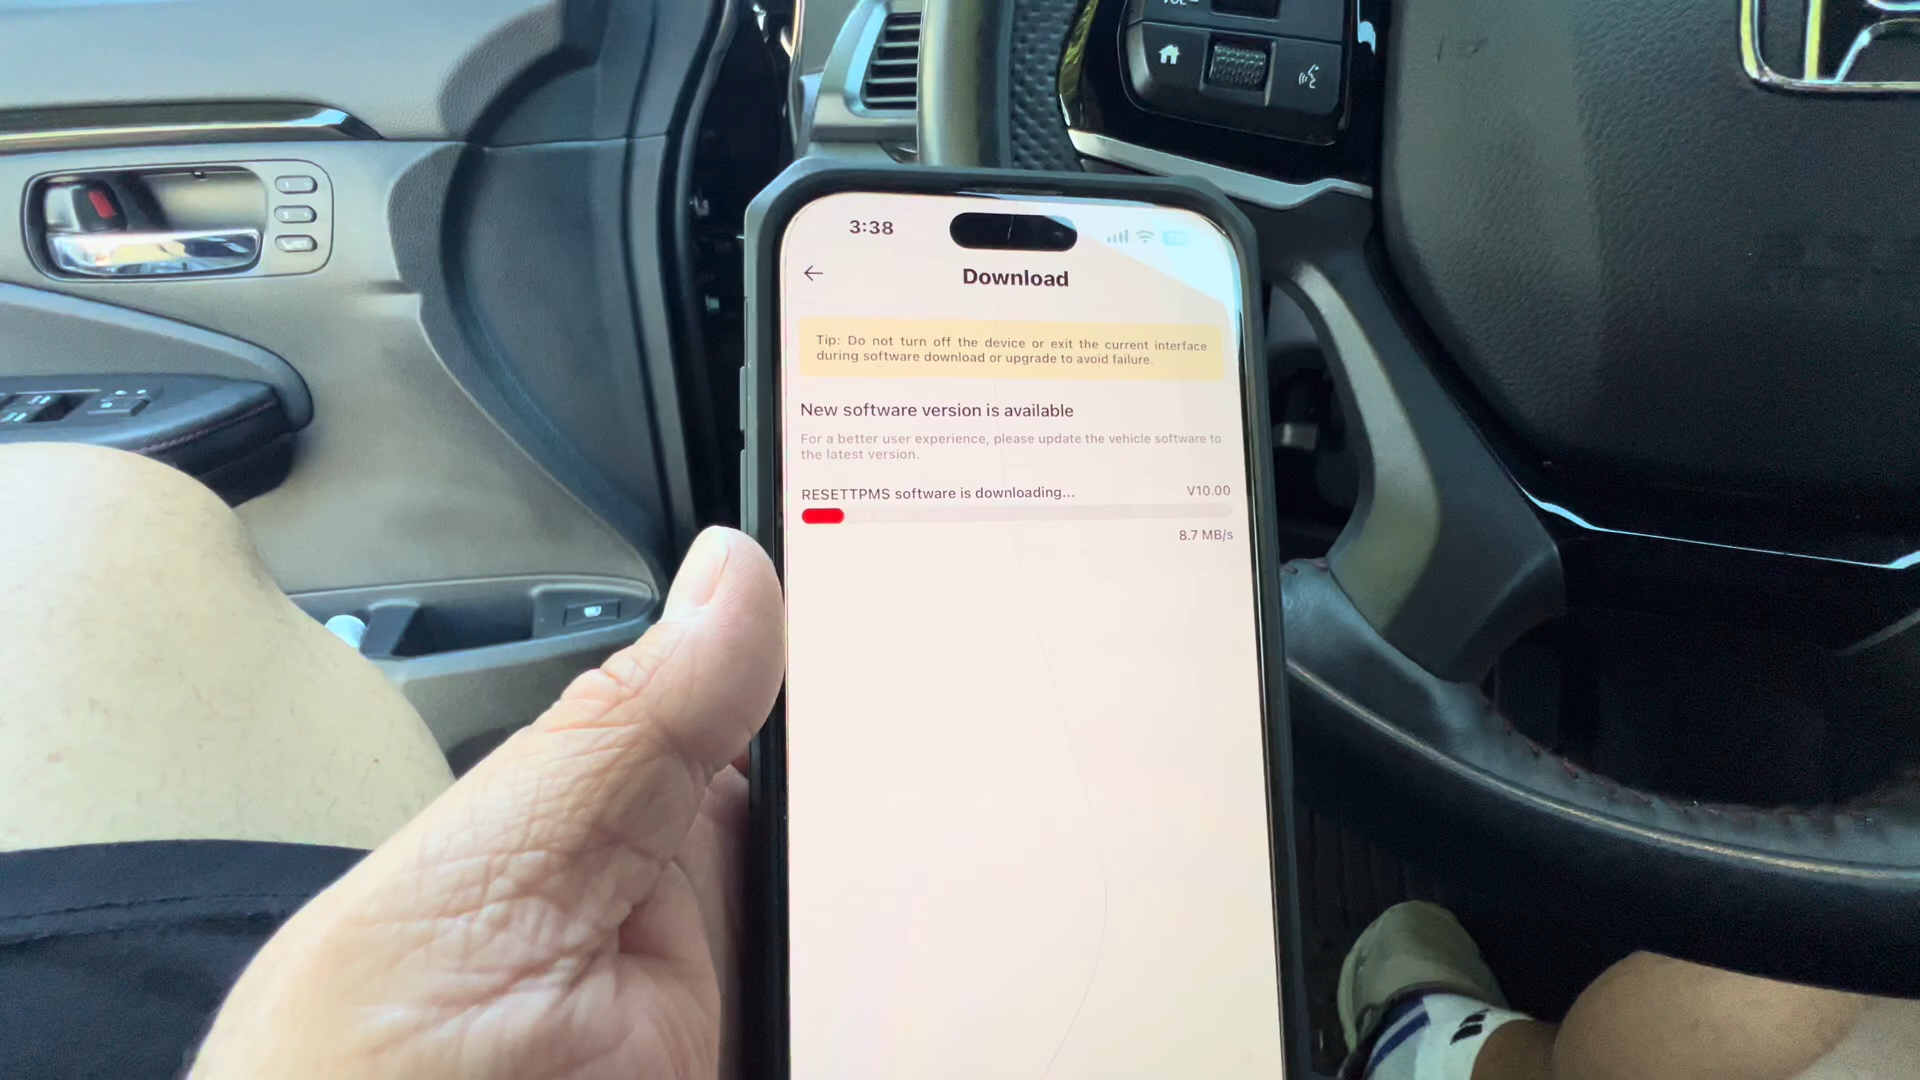 VOL-
3:38
Download
Tip: Do not turn off the device or exit the current interface
during software download or upgrade to avoid failure.
New software version is available
For a better user experience, please update the vehicle software to
the latest version.
RESETTPMS software is downloading... V10.00
8.7 MB/s